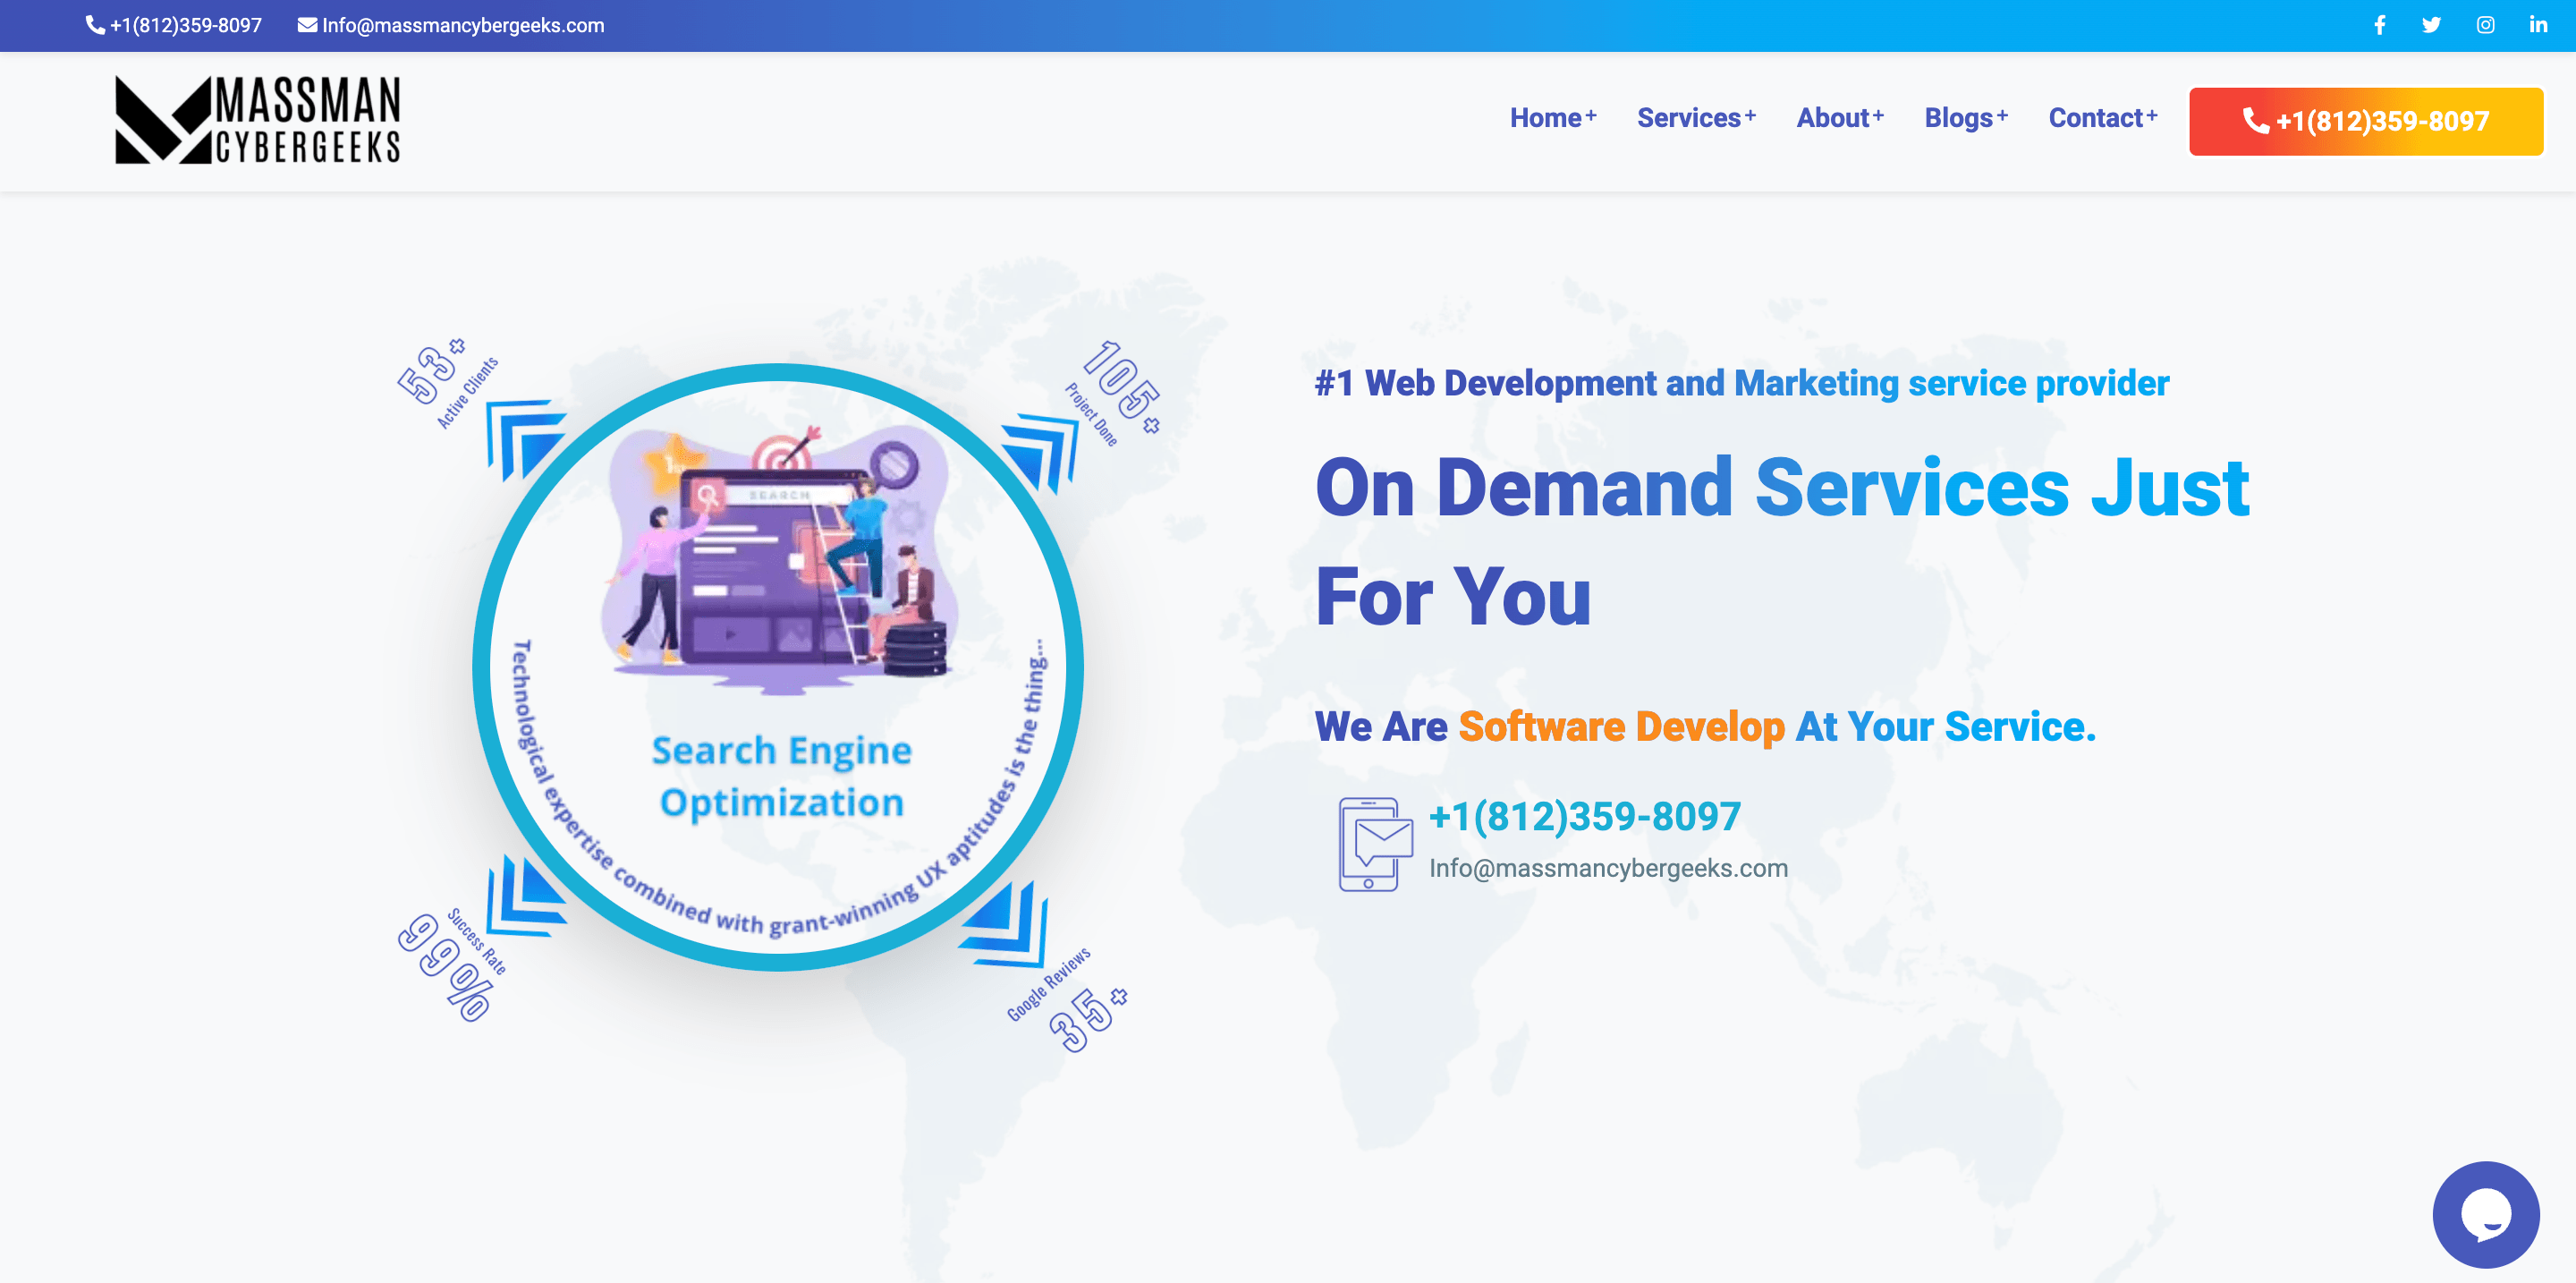 +1(812)359-8097 Info@massmancybergeeks.com
MASSMAN
CYBERGEEKS
Home+ Services+ About+ Blogs+ Contact+ +1(812)359-8097
53+
Active Clients
105+
Project Done
1st
SEARCH
Search Engine
Optimization
Technological expertise combined with grant-winning UX aptitudes is the thing...
Success Rate
99%
Google Reviews
35+
#1 Web Development and Marketing service provider
On Demand Services Just
For You
We Are Software Develop At Your Service.
+1(812)359-8097
Info@massmancybergeeks.com